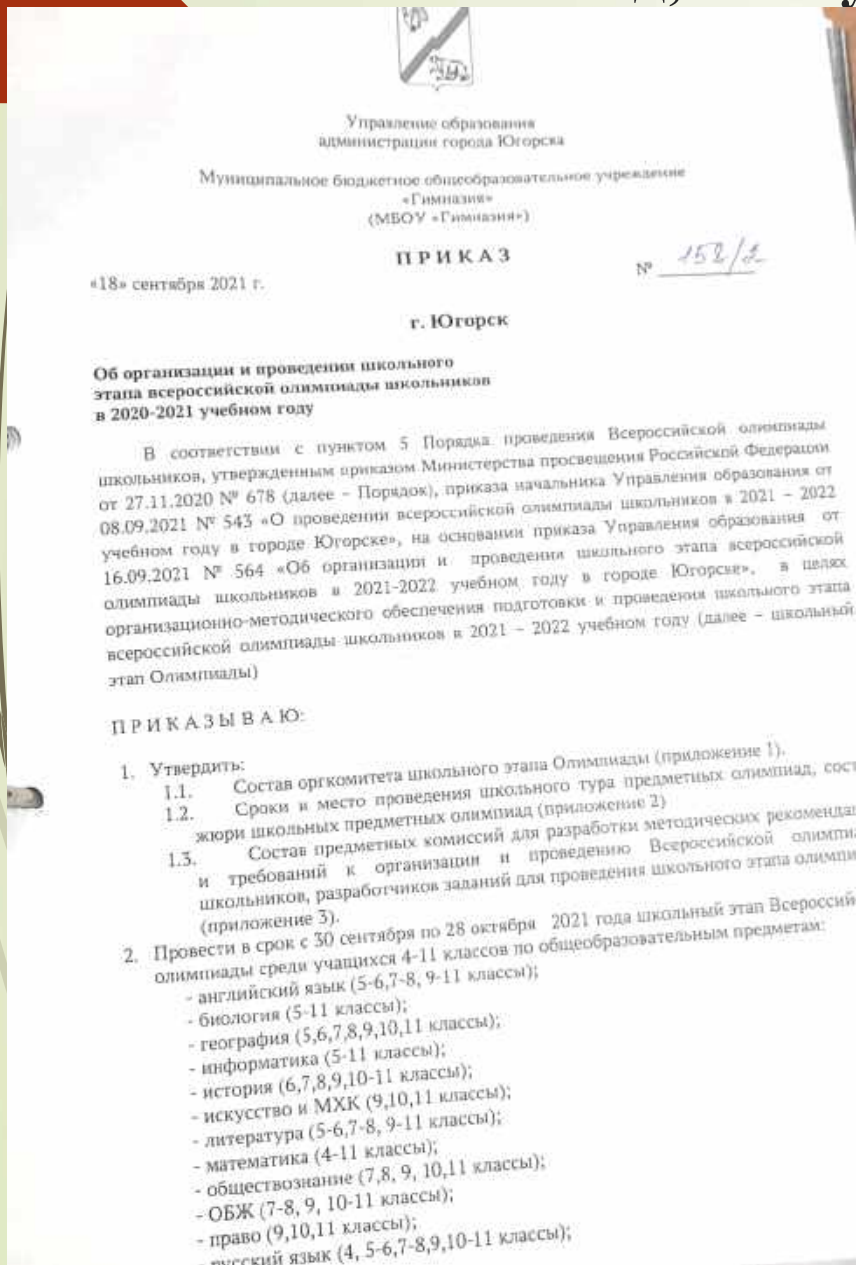 Управление образования
администрации города Югорска
Муниципальное бюджетное общеобразовательное учреждение
«Гимназия»
(МБОУ «Гимназия»)
П Р И К А З
«18» сентября 2021 г.
№ 152/2
г. Югорск
Об организации и проведении школьного
этапа всероссийской олимпиады школьников
в 2020-2021 учебном году
В соответствии с пунктом 5 Порядка проведения Всероссийской олимпиады
школьников, утвержденным приказом Министерства просвещения Российской Федерации
от 27.11.2020 № 678 (далее – Порядок), приказа начальника Управления образования от
08.09.2021 № 543 «О проведении всероссийской олимпиады школьников в 2021 – 2022
учебном году в городе Югорске», на основании приказа Управления образования от
16.09.2021 № 564 «Об организации и проведении школьного этапа всероссийской
олимпиады школьников в 2021-2022 учебном году в городе Югорске», в целях
организационно-методического обеспечения подготовки и проведения школьного этапа
всероссийской олимпиады школьников в 2021 – 2022 учебном году (далее – школьный
этап Олимпиады)
П Р И К А З Ы В А Ю:
1. Утвердить:
1.1. Состав оргкомитета школьного этапа Олимпиады (приложение 1).
1.2. Сроки и место проведения школьного тура предметных олимпиад, сост
жюри школьных предметных олимпиад (приложение 2)
1.3. Состав предметных комиссий для разработки методических рекоменда
и требований к организации и проведению Всероссийской олимпиа
школьников, разработчиков заданий для проведения школьного этапа олимпи
(приложение 3).
2. Провести в срок с 30 сентября по 28 октября 2021 года школьный этап Всероссий
олимпиады среди учащихся 4-11 классов по общеобразовательным предметам:
- английский язык (5-6,7-8, 9-11 классы);
- биология (5-11 классы);
- география (5,6,7,8,9,10,11 классы);
- информатика (5-11 классы);
- история (6,7,8,9,10-11 классы);
- искусство и МХК (9,10,11 классы);
- литература (5-6,7-8, 9-11 классы);
- математика (4-11 классы);
- обществознание (7,8, 9, 10,11 классы);
- ОБЖ (7-8, 9, 10-11 классы);
- право (9,10,11 классы);
- русский язык (4, 5-6,7-8,9,10-11 классы);